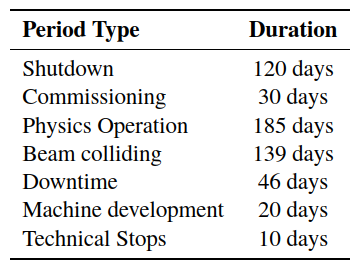 Period Type Duration
Shutdown 120 days
Commissioning 30 days
Physics Operation 185 days
Beam colliding 139 days
Downtime 46 days
Machine development 20 days
Technical Stops 10 days